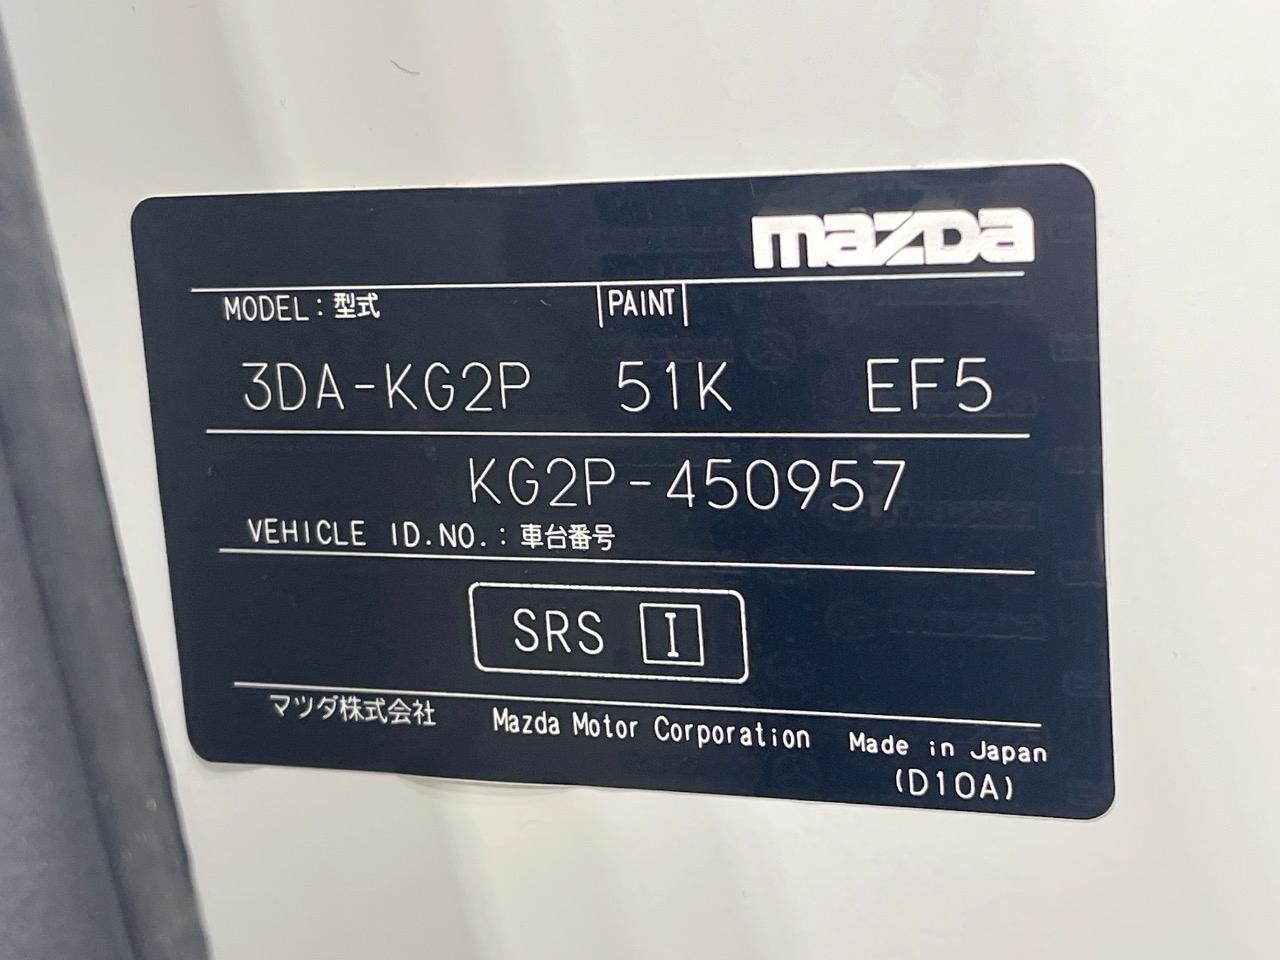 mazda
MODEL：型式 PAINT
3DA-KG2P 51K EF5
KG2P-450957
VEHICLE ID.NO.：車台番号
SRS I
マツダ株式会社 Mazda Motor Corporation Made in Japan
(D10A)